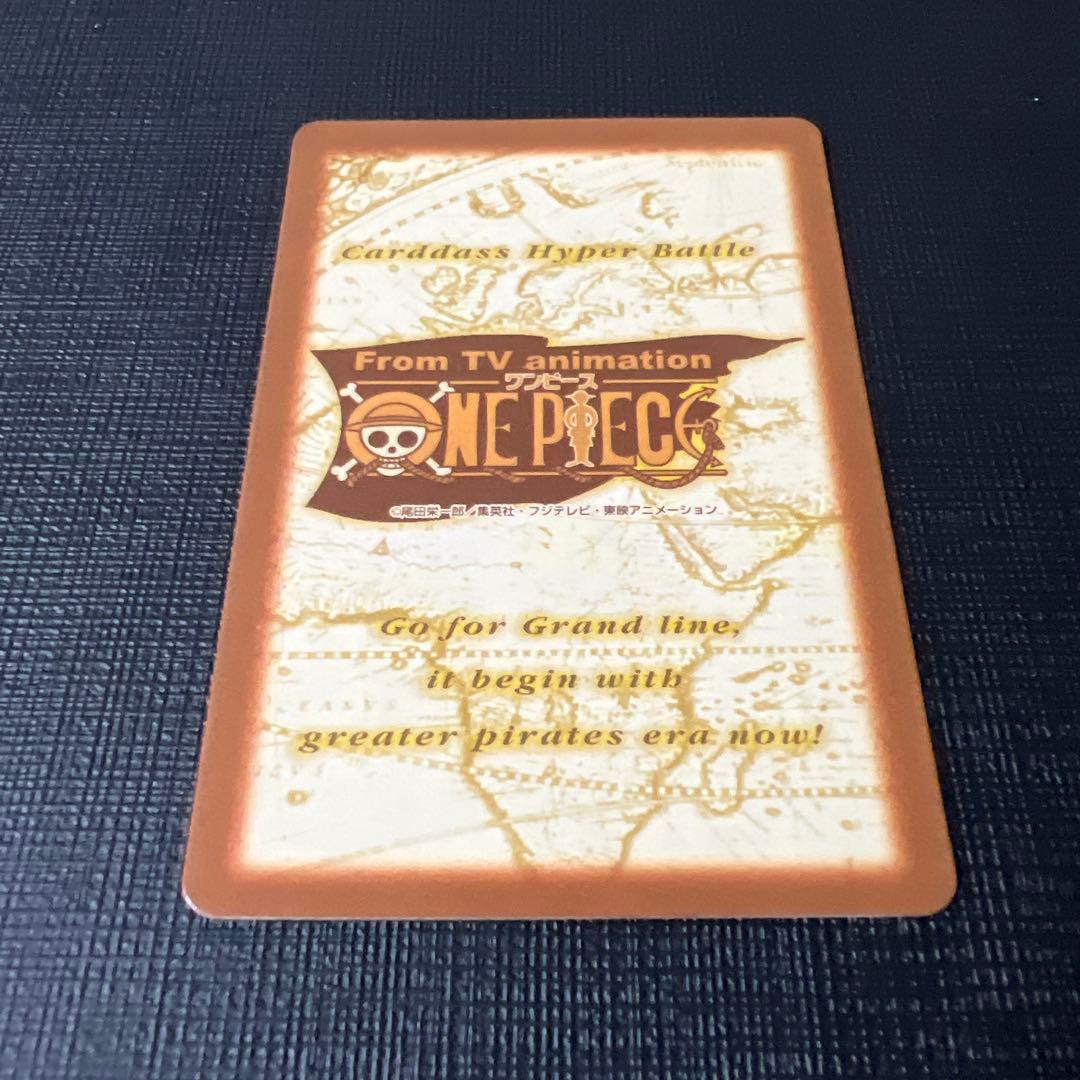 Carddass Hyper Battle
From TV animation
ワンピース
ONE PIECE
©尾田栄一郎/集英社・フジテレビ・東映アニメーション
Go for Grand line,
it begin with
greater pirates era now!